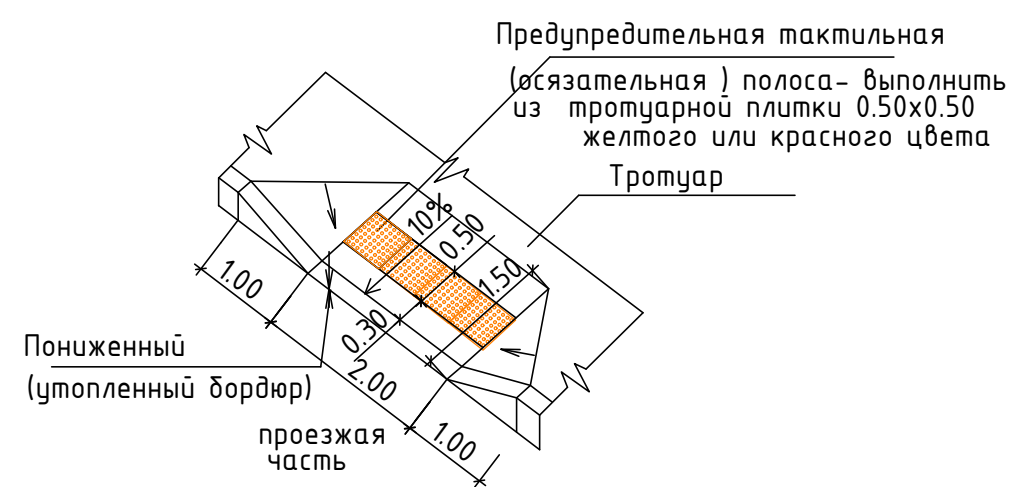 Предупредительная тактильная
(осязательная ) полоса- выполнить
из тротуарной плитки 0.50х0.50
желтого или красного цвета
Тротуар
10%
0.50
1.50
1.00
0.30
Пониженный
(утопленный бордюр)
2.00
1.00
проезжая
часть